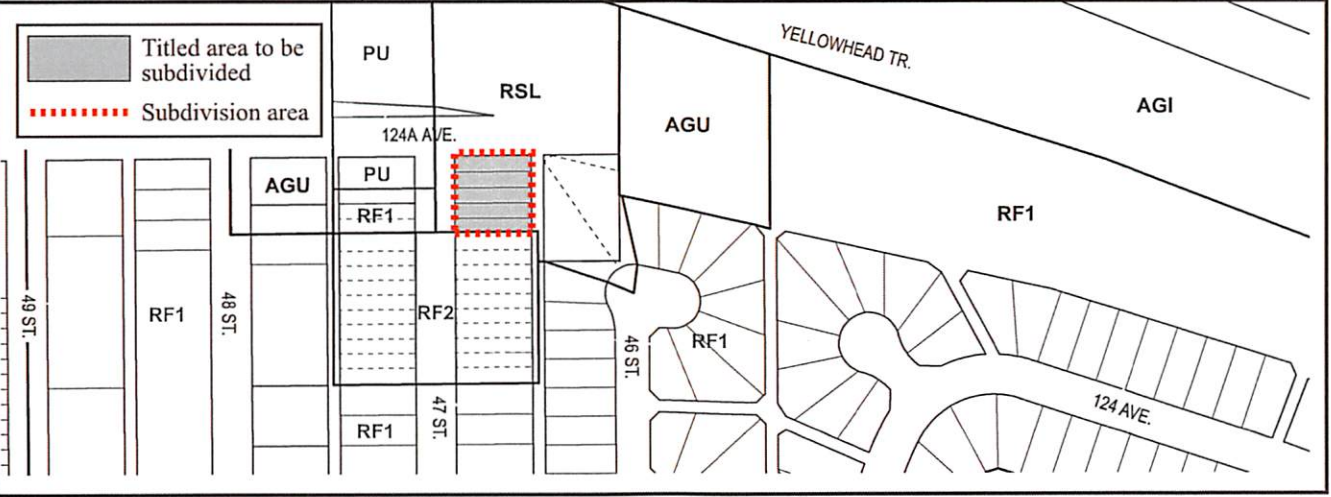 Titled area to be
subdivided
Subdivision area
PU
RSL
YELLOWHEAD TR.
AGI
AGU
124A AVE.
AGU
PU
RF1
RF1
49 ST.
RF1
48 ST.
RF2
46 ST.
RF1
47 ST.
124 AVE.
RF1